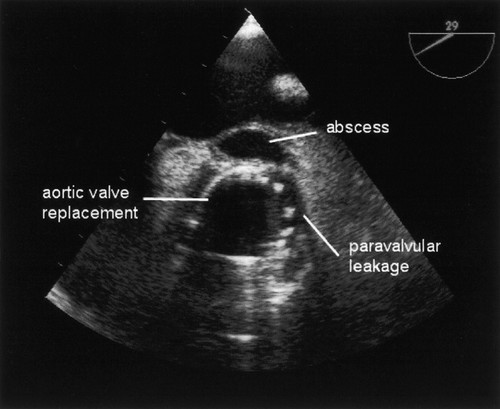 29
abscess
aortic valve
replacement
paravalvular
leakage